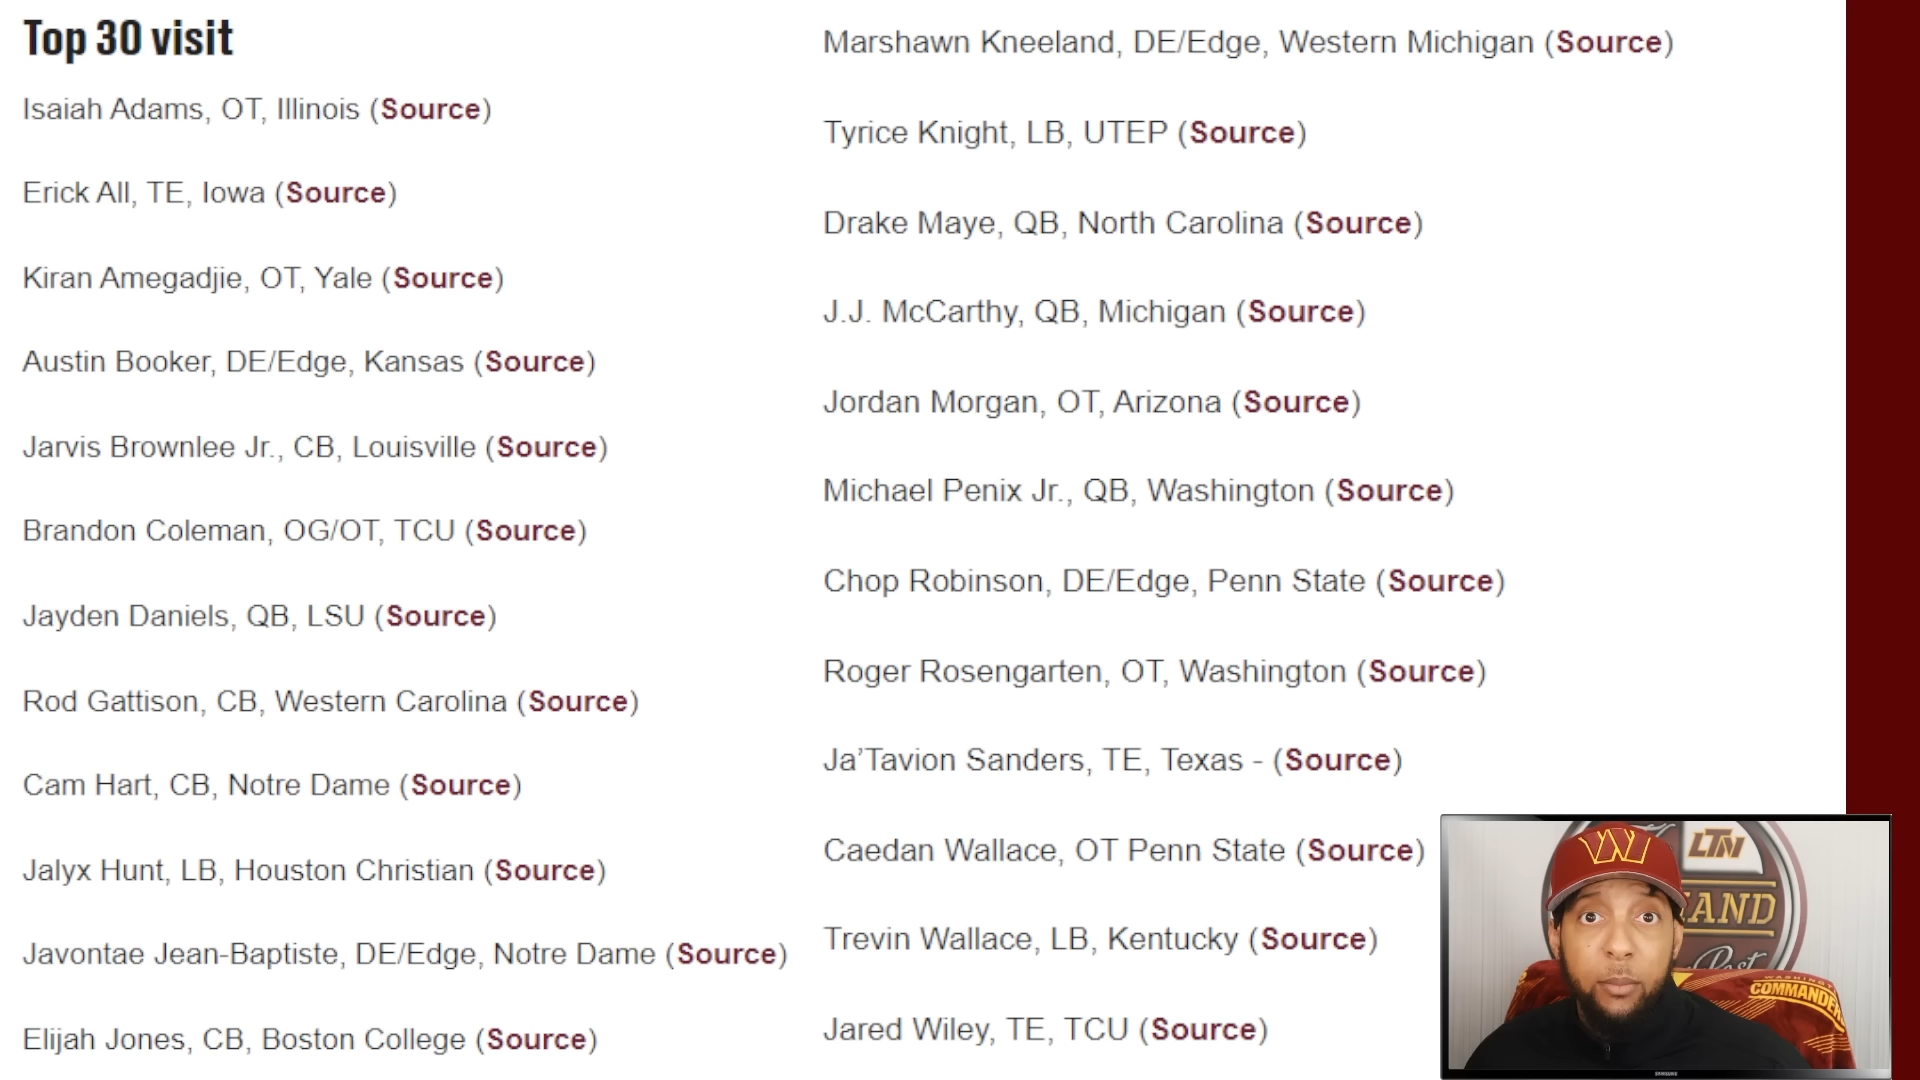 Top 30 visit
Isaiah Adams, OT, Illinois (Source)
Erick All, TE, Iowa (Source)
Kiran Amegadjie, OT, Yale (Source)
Austin Booker, DE/Edge, Kansas (Source)
Jarvis Brownlee Jr., CB, Louisville (Source)
Brandon Coleman, OG/OT, TCU (Source)
Jayden Daniels, QB, LSU (Source)
Rod Gattison, CB, Western Carolina (Source)
Cam Hart, CB, Notre Dame (Source)
Jalyx Hunt, LB, Houston Christian (Source)
Javontae Jean-Baptiste, DE/Edge, Notre Dame (Source)
Elijah Jones, CB, Boston College (Source)
Marshawn Kneeland, DE/Edge, Western Michigan (Source)
Tyrice Knight, LB, UTEP (Source)
Drake Maye, QB, North Carolina (Source)
J.J. McCarthy, QB, Michigan (Source)
Jordan Morgan, OT, Arizona (Source)
Michael Penix Jr., QB, Washington (Source)
Chop Robinson, DE/Edge, Penn State (Source)
Roger Rosengarten, OT, Washington (Source)
Ja’Tavion Sanders, TE, Texas - (Source)
Caedan Wallace, OT Penn State (Source)
Trevin Wallace, LB, Kentucky (Source)
Jared Wiley, TE, TCU (Source)
W
LTN
AND
Post
COMMANDE
SAMSUNG